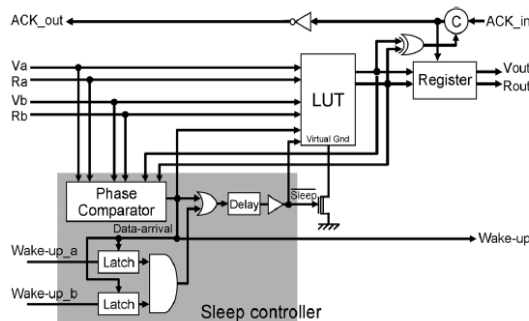 ACK_out
C
ACK_in
Va
Ra
Vb
Rb
LUT
Virtual Gnd
Register
Vout
Rout
Phase
Comparator
Delay
Sleep
Data-arrival
Wake-up_a
Latch
Wake-up
Wake-up_b
Latch
Sleep controller